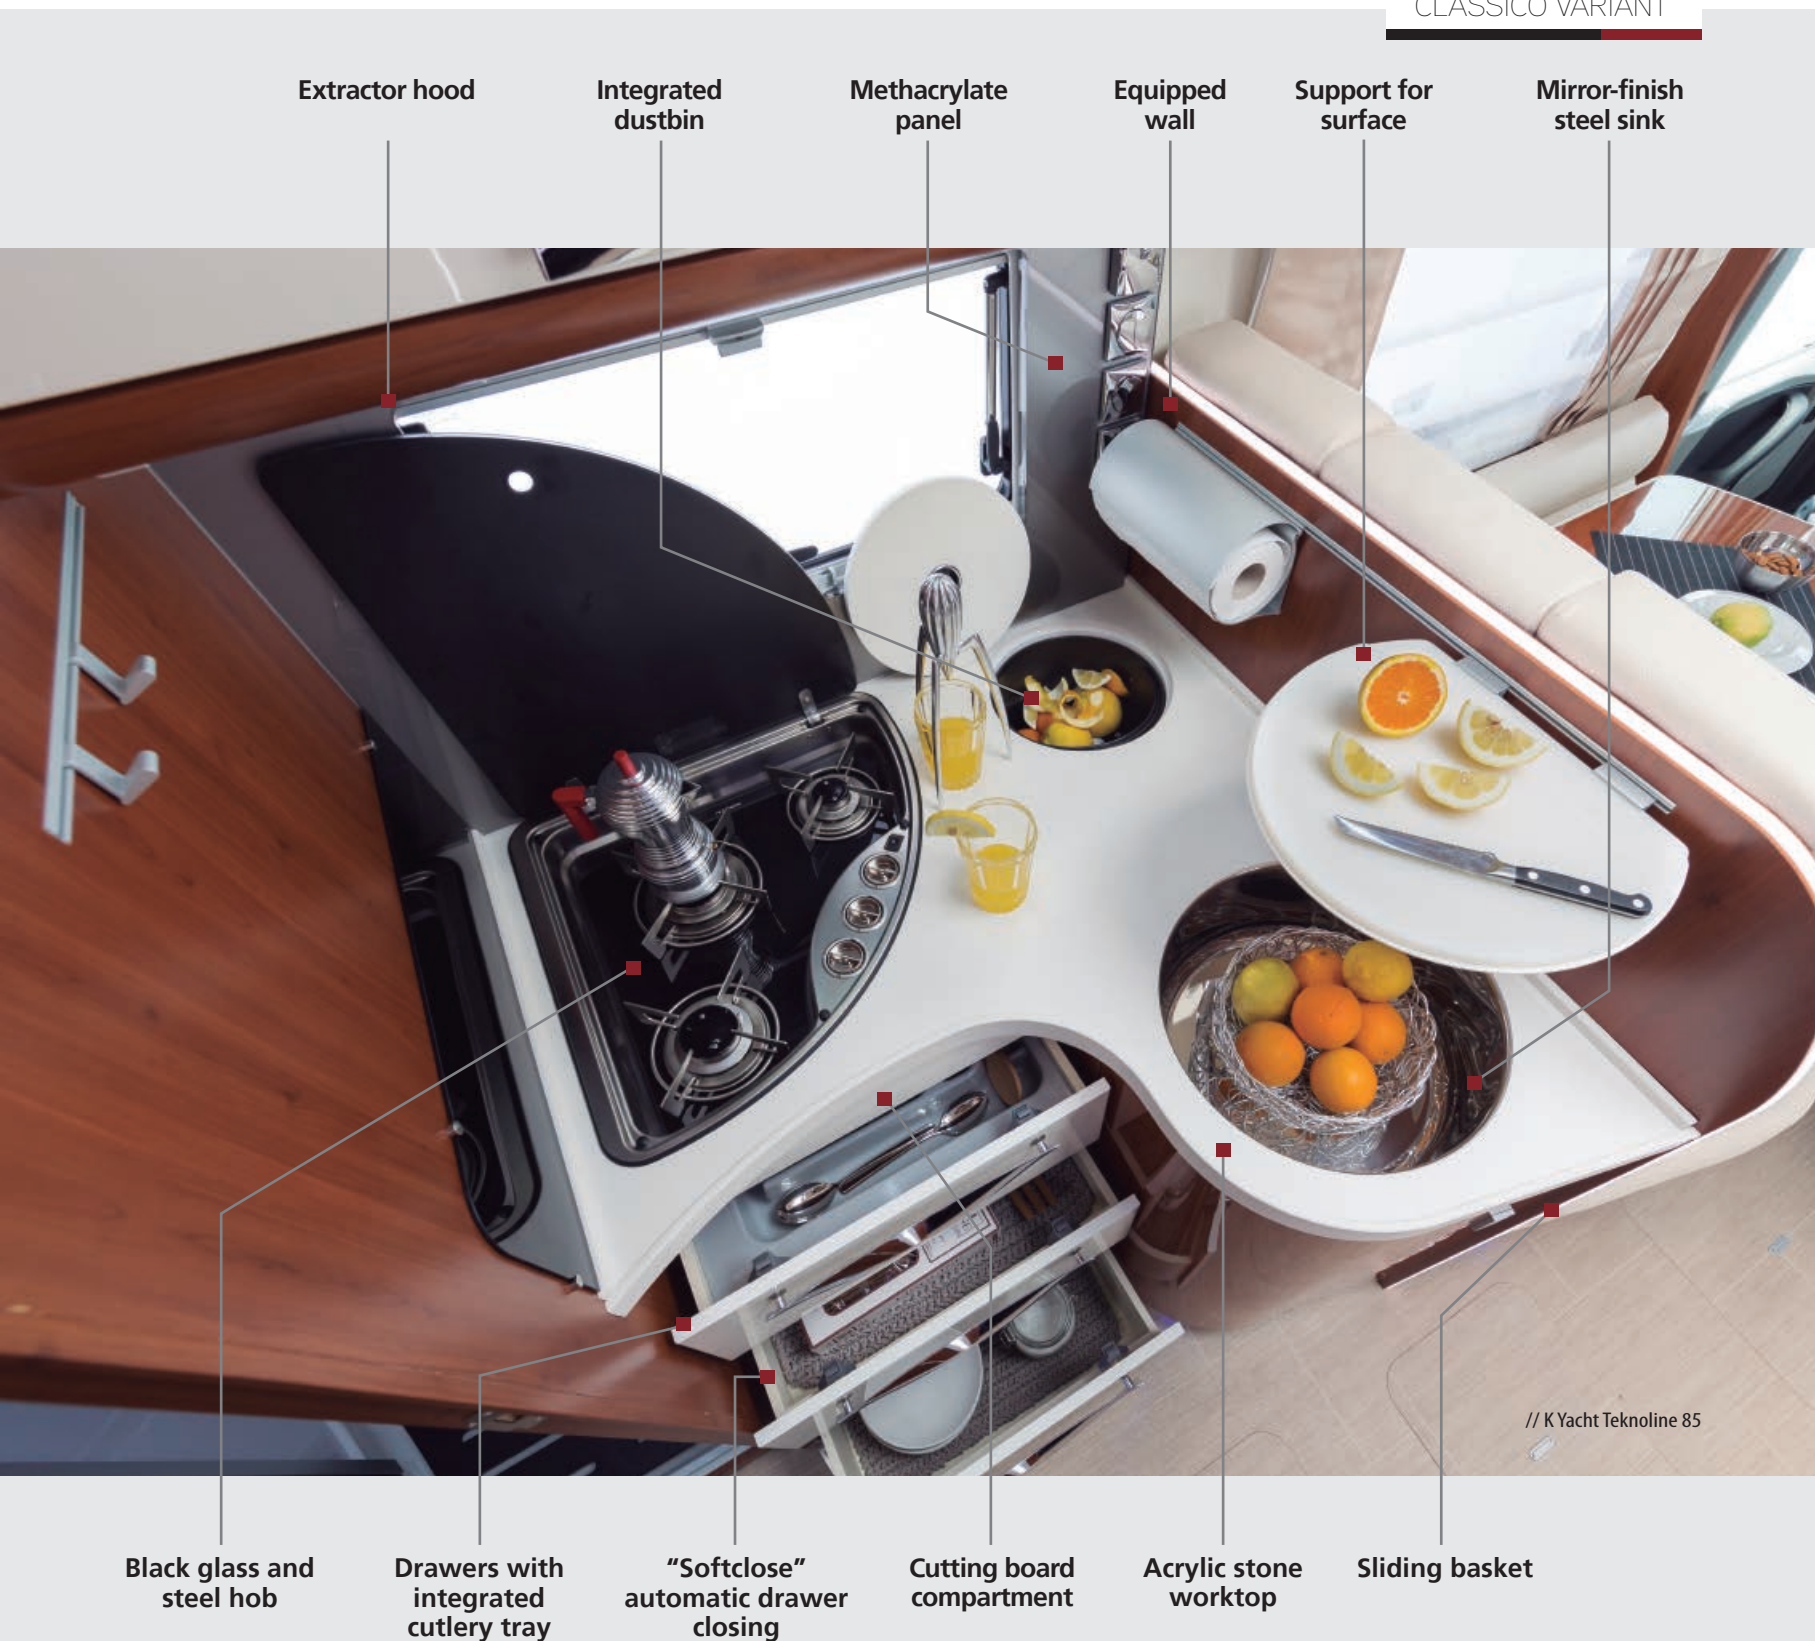 CLASSICO VARIANT
Extractor hood
Integrated
dustbin
Methacrylate
panel
Equipped
wall
Support for
surface
Mirror-finish
steel sink
// K Yacht Teknoline 85
Black glass and
steel hob
Drawers with
integrated
cutlery tray
“Softclose”
automatic drawer
closing
Cutting board
compartment
Acrylic stone
worktop
Sliding basket